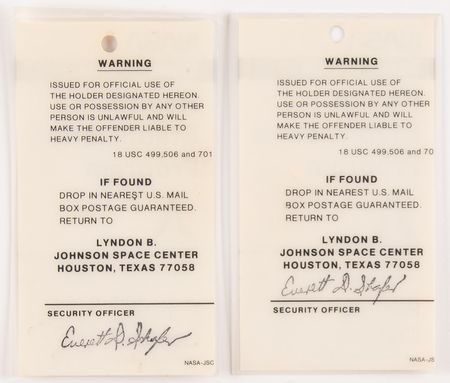 WARNING
ISSUED FOR OFFICIAL USE OF
THE HOLDER DESIGNATED HEREON.
USE OR POSSESSION BY ANY OTHER
PERSON IS UNLAWFUL AND WILL
MAKE THE OFFENDER LIABLE TO
HEAVY PENALTY.
18 USC 499,506 and 701
IF FOUND
DROP IN NEAREST U.S. MAIL
BOX POSTAGE GUARANTEED.
RETURN TO
LYNDON B.
JOHNSON SPACE CENTER
HOUSTON, TEXAS 77058
SECURITY OFFICER
Everett D. Shafer
NASA-JSC
WARNING
ISSUED FOR OFFICIAL USE OF
THE HOLDER DESIGNATED HEREON.
USE OR POSSESSION BY ANY OTHER
PERSON IS UNLAWFUL AND WILL
MAKE THE OFFENDER LIABLE TO
HEAVY PENALTY.
18 USC 499,506 and 70
IF FOUND
DROP IN NEAREST U.S. MAIL
BOX POSTAGE GUARANTEED.
RETURN TO
LYNDON B.
JOHNSON SPACE CENTER
HOUSTON, TEXAS 77058
Everett D. Shafer
SECURITY OFFICER
NASA-JS